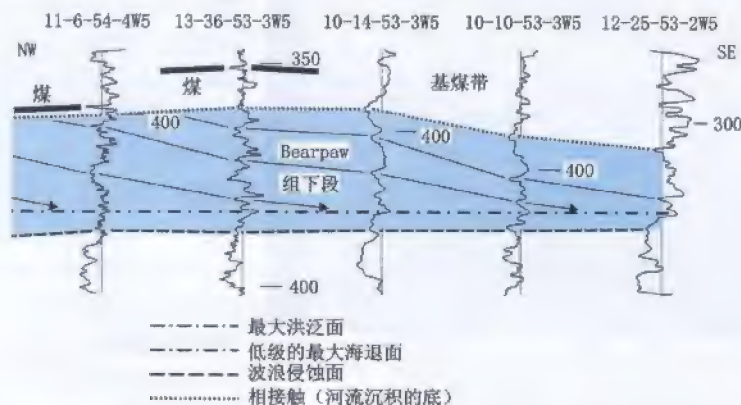 11-6-54-4W5 13-36-53-3W5 10-14-53-3W5 10-10-53-3W5 12-25-53-2W5
NW SE
350
煤 煤 基煤带
400 400 300
Bearpaw 400
组下段
400
最大洪泛面
低级的最大海退面
波浪侵蚀面
相接触（河流沉积的底）